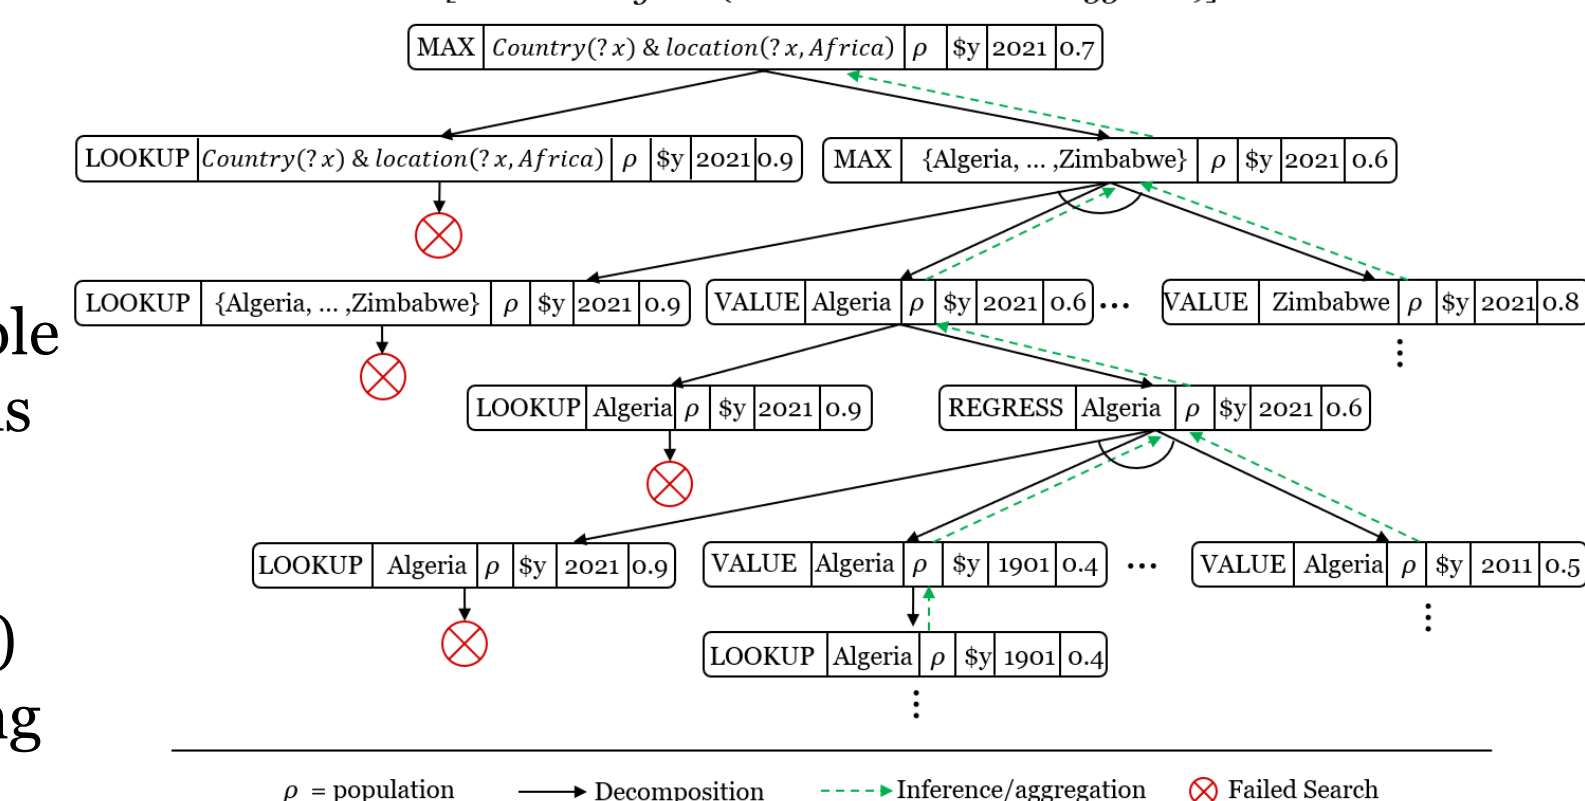 MAX Country(? x) & location(? x, Africa) ρ $y 2021 0.7
LOOKUP Country(? x) & location(? x, Africa) ρ $y 2021 0.9
MAX {Algeria, ... ,Zimbabwe} ρ $y 2021 0.6
LOOKUP {Algeria, ... ,Zimbabwe} ρ $y 2021 0.9
VALUE Algeria ρ $y 2021 0.6 ...
VALUE Zimbabwe ρ $y 2021 0.8
LOOKUP Algeria ρ $y 2021 0.9
REGRESS Algeria ρ $y 2021 0.6
LOOKUP Algeria ρ $y 2021 0.9
VALUE Algeria ρ $y 1901 0.4 ...
VALUE Algeria ρ $y 2011 0.5
LOOKUP Algeria ρ $y 1901 0.4
ρ = population
Decomposition
Inference/aggregation
Failed Search